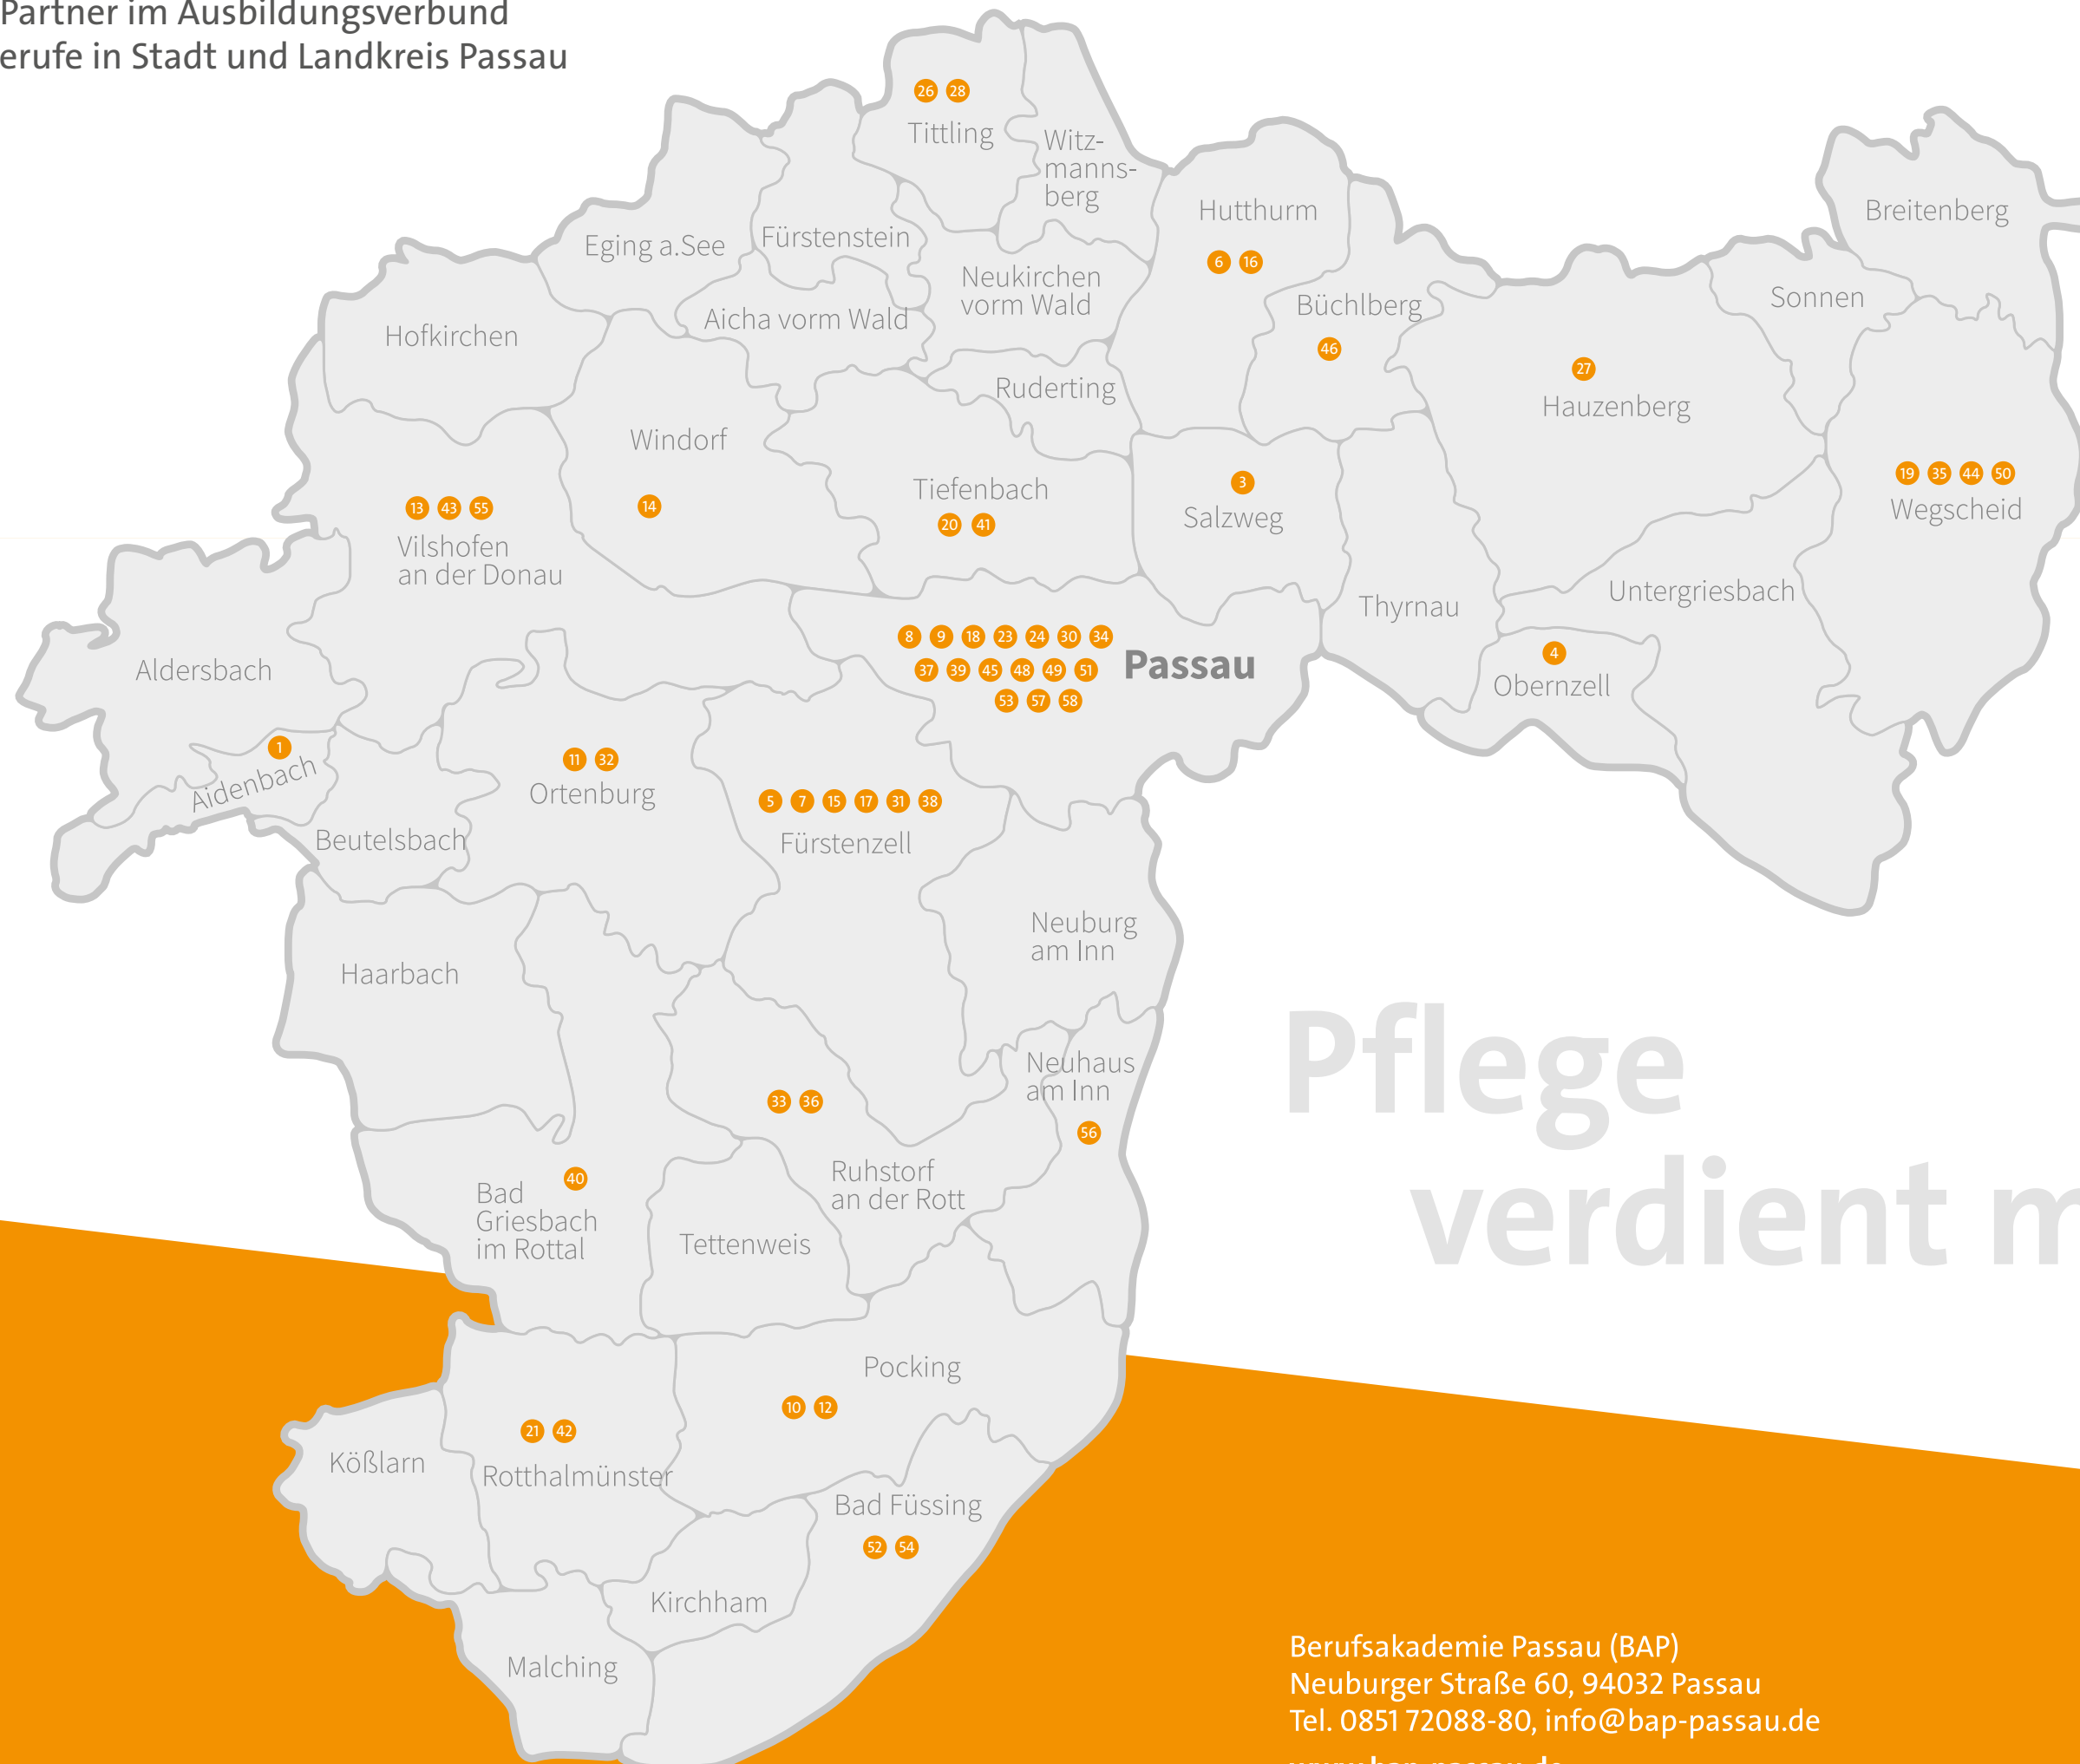 Partner im Ausbildungsverbund
erufe in Stadt und Landkreis Passau
26 28
Tittling
Witz-
manns-
berg
Hutthurm
6 16
Breitenberg
Eging a.See
Fürstenstein
Neukirchen
vorm Wald
Büchlberg
46
Sonnen
Hofkirchen
Aicha vorm Wald
Ruderting
27
Hauzenberg
Windorf
14
Tiefenbach
20 41
3
Salzweg
19 35 44 50
Wegscheid
13 43 55
Vilshofen
an der Donau
Thyrnau
Untergriesbach
8 9 18 23 24 30 34
37 39 45 48 49 51
53 57 58
Passau
4
Obernzell
Aldersbach
1
Aidenbach
11 32
Ortenburg
5 7 15 17 31 38
Fürstenzell
Beutelsbach
Neuburg
am Inn
Haarbach
Neuhaus
am Inn
56
33 36
Ruhstorf
an der Rott
40
Bad
Griesbach
im Rottal
Tettenweis
Pocking
10 12
21 42
Rotthalmünster
Kößlarn
Bad Füssing
52 54
Kirchham
Malching
Pflege
verdient m
Berufsakademie Passau (BAP)
Neuburger Straße 60, 94032 Passau
Tel. 0851 72088-80, info@bap-passau.de
www.bap-passau.de